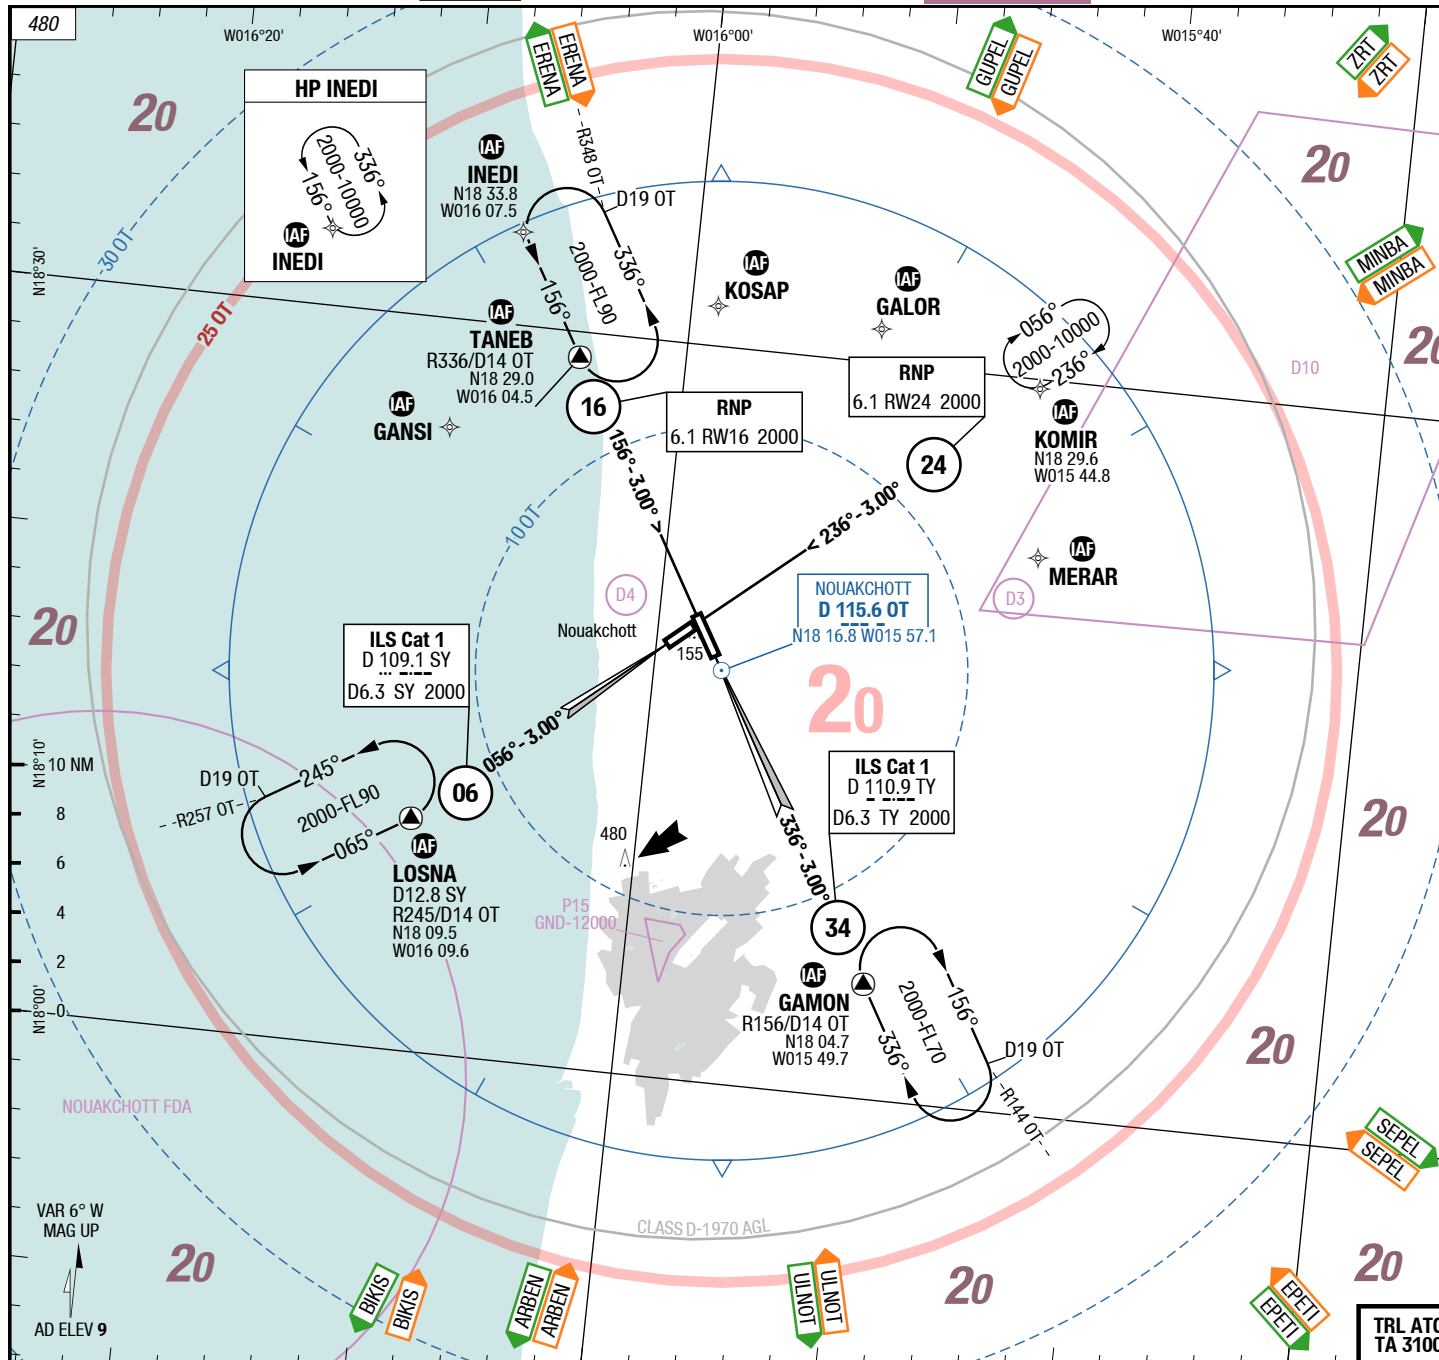 480
W016°20'
W016°00'
W015°40'
ERENA
ERENA
GUPEL
GUPEL
ZRT
ZRT
HP INEDI
336°
2000-10000
156°
IAF
INEDI
20
20
IAF
INEDI
N18 33.8
W016 07.5
R348 OT
D19 OT
336°
2000-FL90
156°
MINBA
MINBA
30 OT
N18°30'
25 OT
IAF
KOSAP
IAF
GALOR
056°
2000-10000
236°
IAF
TANEB
R336/D14 OT
N18 29.0
W016 04.5
20
D10
RNP
6.1 RW24 2000
16
RNP
6.1 RW16 2000
IAF
GANSI
IAF
KOMIR
N18 29.6
W015 44.8
24
156°-3.00° >
< 236°-3.00°
10 OT
IAF
MERAR
D4
D3
NOUAKCHOTT
D 115.6 OT
N18 16.8 W015 57.1
20
Nouakchott
155
ILS Cat 1
D 109.1 SY
D6.3 SY 2000
20
056°-3.00°
N18°10'
10 NM
8
6
4
2
0
D19 OT
245°
R257 OT
2000-FL90
065°
06
ILS Cat 1
D 110.9 TY
D6.3 TY 2000
336°-3.00°
20
480
IAF
LOSNA
D12.8 SY
R245/D14 OT
N18 09.5
W016 09.6
P15
GND-12000
34
IAF
GAMON
R156/D14 OT
N18 04.7
W015 49.7
156°
2000-FL70
336°
D19 OT
R144 OT
N18°00'
20
NOUAKCHOTT FDA
SEPEL
SEPEL
VAR 6° W
MAG UP
AD ELEV 9
CLASS D-1970 AGL
20
20
20
BIKIS
BIKIS
ARBEN
ARBEN
ULNOT
ULNOT
EPETI
EPETI
TRL ATC
TA 3100